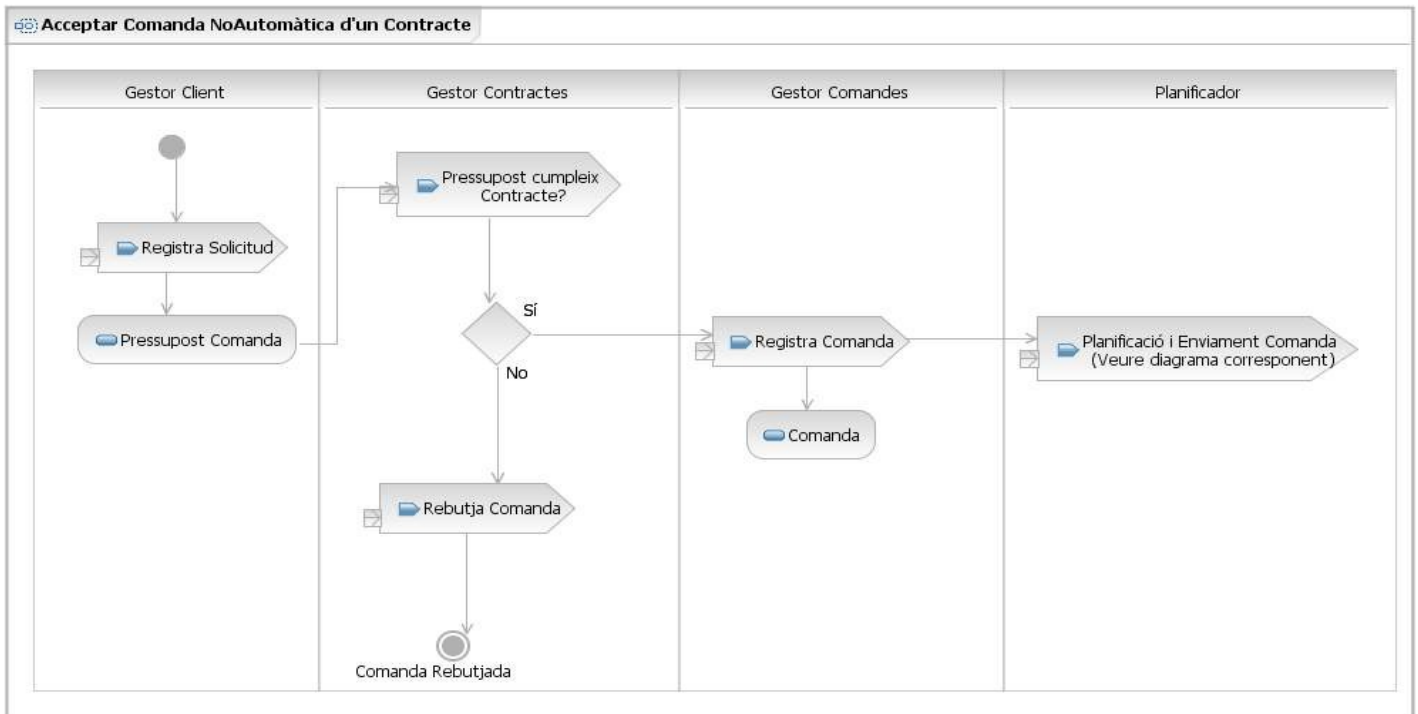 Acceptar Comanda NoAutomàtica d'un Contracte
Gestor Client
Gestor Contractes
Gestor Comandes
Planificador
Pressupost cumpleix
Contracte?
Registra Solicitud
Sí
Pressupost Comanda
Registra Comanda
Planificació i Enviament Comanda
(Veure diagrama corresponent)
No
Comanda
Rebutja Comanda
Comanda Rebutjada